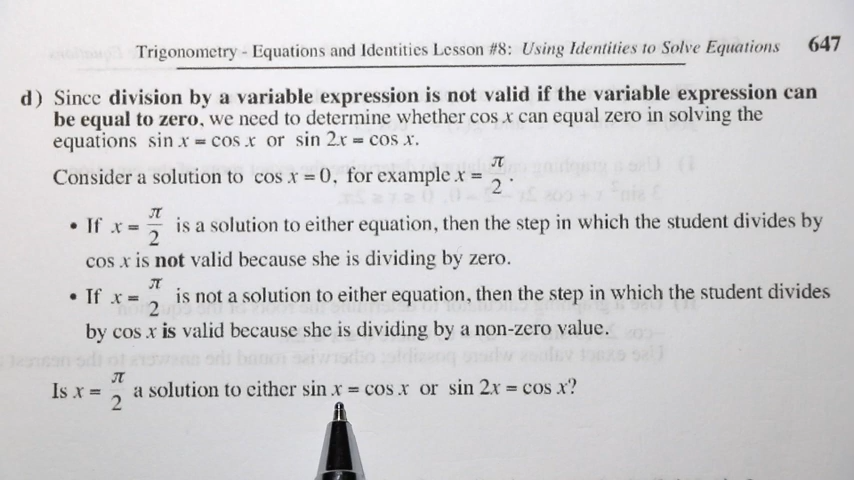 Trigonometry - Equations and Identities Lesson #8: Using Identities to Solve Equations 647
d) Since division by a variable expression is not valid if the variable expression can
be equal to zero, we need to determine whether cos x can equal zero in solving the
equations sin x = cos x or sin 2x = cos x.
Consider a solution to cos x = 0, for example x = π/2.
• If x = π/2 is a solution to either equation, then the step in which the student divides by
cos x is not valid because she is dividing by zero.
• If x = π/2 is not a solution to either equation, then the step in which the student divides
by cos x is valid because she is dividing by a non-zero value.
Is x = π/2 a solution to either sin x = cos x or sin 2x = cos x?